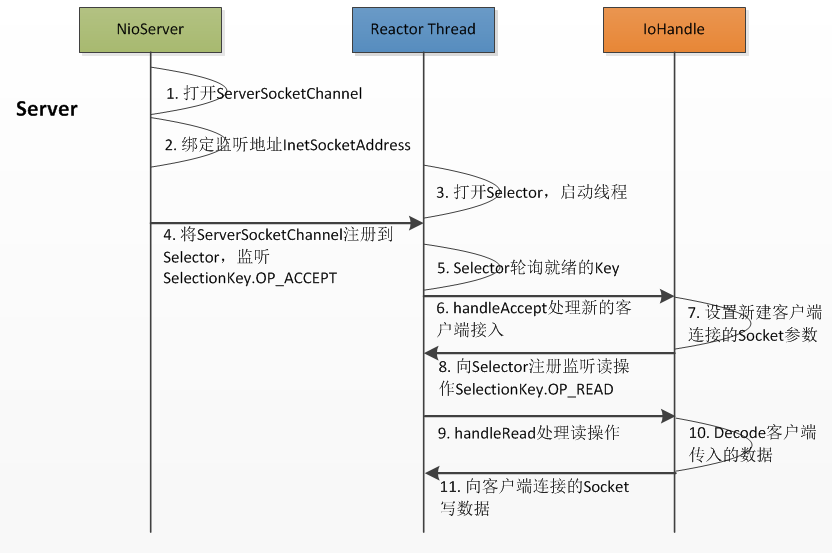 NioServer
Reactor Thread
IoHandle
Server
1. 打开ServerSocketChannel
2. 绑定监听地址InetSocketAddress
3. 打开Selector，启动线程
4. 将ServerSocketChannel注册到
Selector，监听
SelectionKey.OP_ACCEPT
5. Selector轮询就绪的Key
6. handleAccept处理新的客
户端接入
7. 设置新建客户端
连接的Socket参数
8. 向Selector注册监听读操
作SelectionKey.OP_READ
9. handleRead处理读操作
10. Decode客户端
传入的数据
11. 向客户端连接的Socket
写数据